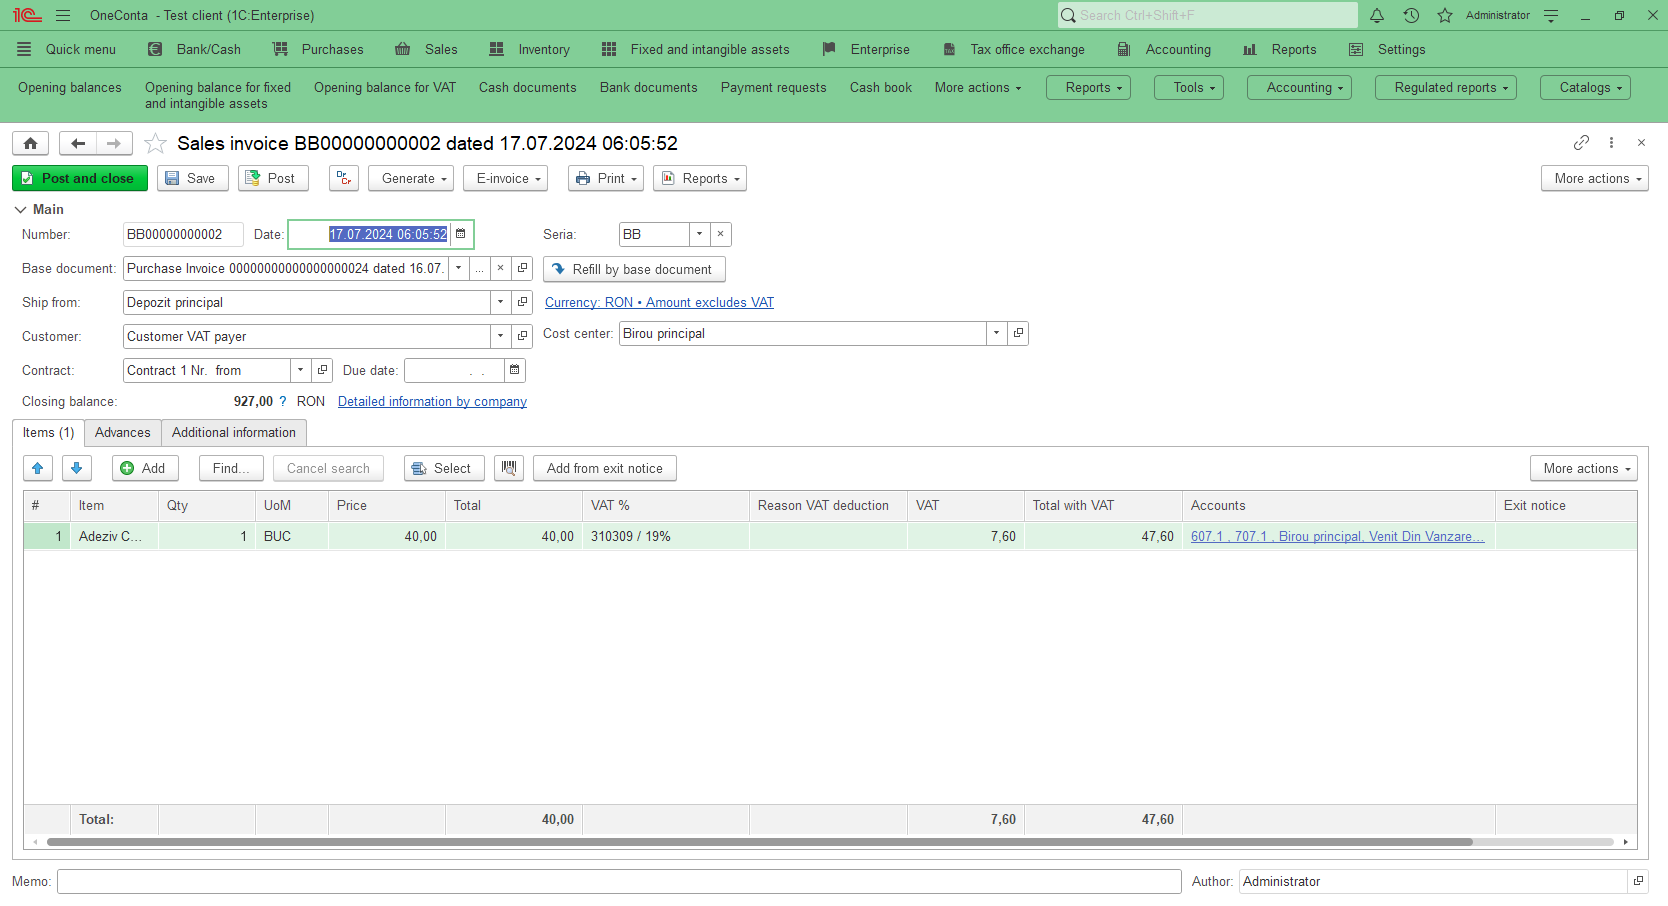 1C OneConta - Test client (1C:Enterprise) Search Ctrl+Shift+F Administrator
Quick menu Bank/Cash Purchases Sales Inventory Fixed and intangible assets Enterprise Tax office exchange Accounting Reports Settings
Opening balances Opening balance for fixed and intangible assets Opening balance for VAT Cash documents Bank documents Payment requests Cash book More actions Reports Tools Accounting Regulated reports Catalogs
Sales invoice BB00000000002 dated 17.07.2024 06:05:52
Post and close Save Post Dr Cr Generate E-invoice Print Reports More actions
Main
Number: BB00000000002 Date: 17.07.2024 06:05:52 Seria: BB
Base document: Purchase Invoice 00000000000000000024 dated 16.07. ... Refill by base document
Ship from: Depozit principal Currency: RON • Amount excludes VAT
Customer: Customer VAT payer Cost center: Birou principal
Contract: Contract 1 Nr. from Due date: . .
Closing balance: 927,00 ? RON Detailed information by company
Items (1) Advances Additional information
Add Find... Cancel search Select Add from exit notice More actions
# Item Qty UoM Price Total VAT % Reason VAT deduction VAT Total with VAT Accounts Exit notice
1 Adeziv C... 1 BUC 40,00 40,00 310309 / 19% 7,60 47,60 607.1 , 707.1 , Birou principal, Venit Din Vanzare...
Total: 40,00 7,60 47,60
Memo: Author: Administrator